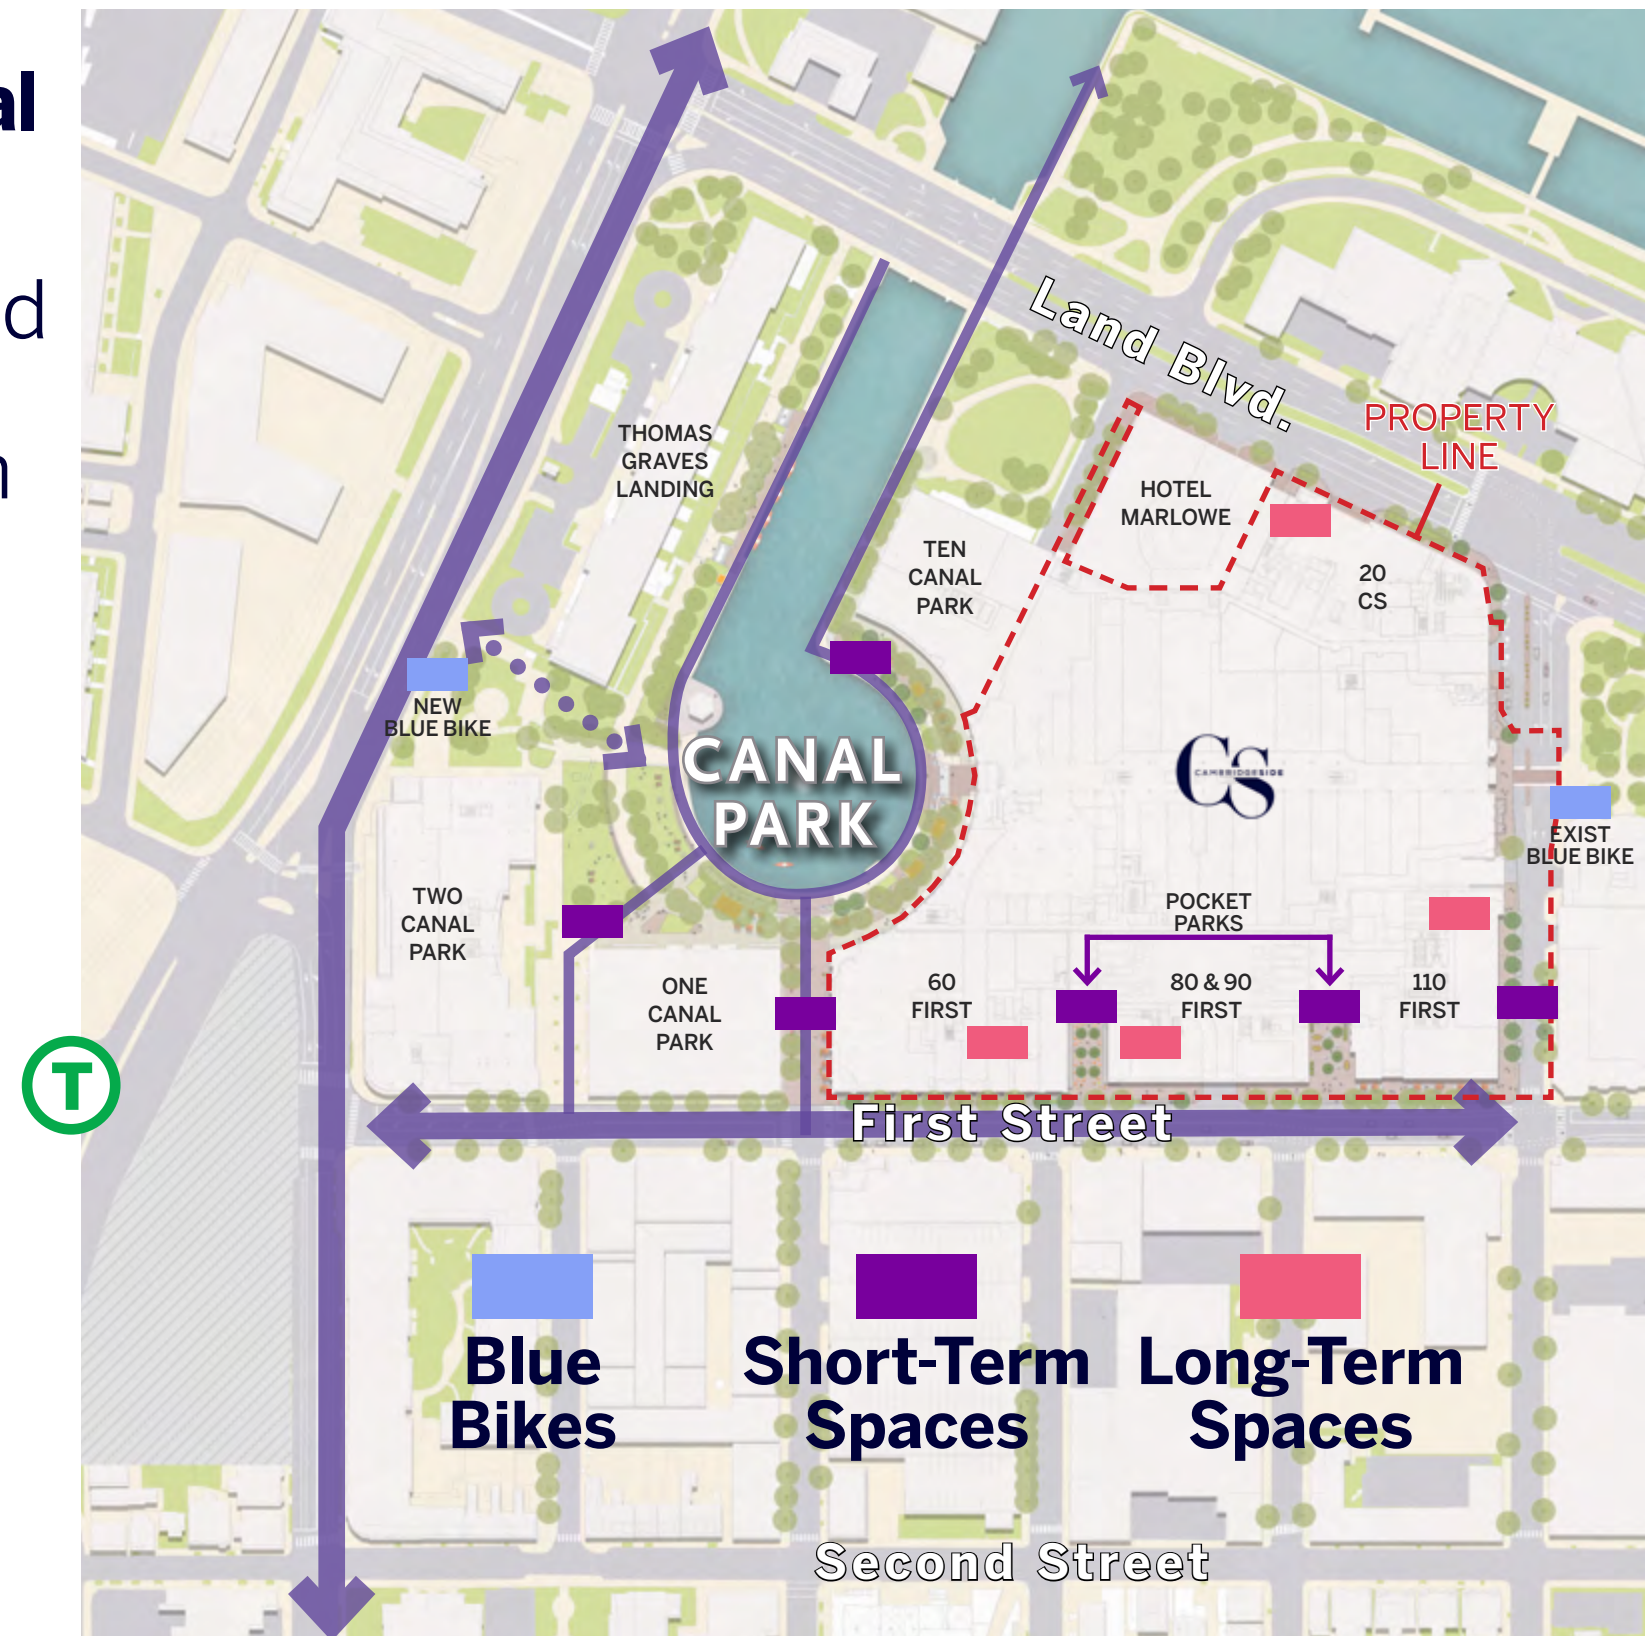 al
d
n
Land Blvd.
PROPERTY
LINE
THOMAS
GRAVES
LANDING
HOTEL
MARLOWE
TEN
CANAL
PARK
20
CS
NEW
BLUE BIKE
CANAL
PARK
CS
CAMBRIDGESIDE
EXIST
BLUE BIKE
TWO
CANAL
PARK
POCKET
PARKS
ONE
CANAL
PARK
60
FIRST
80 & 90
FIRST
110
FIRST
T
First Street
Blue
Bikes
Short-Term
Spaces
Long-Term
Spaces
Second Street